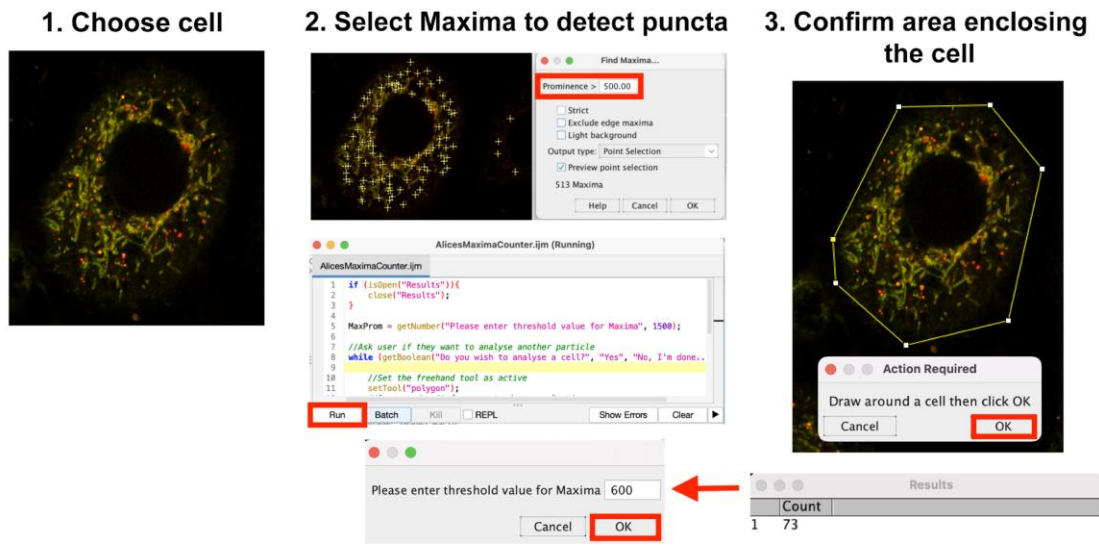 1. Choose cell
2. Select Maxima to detect puncta
3. Confirm area enclosing
the cell
Find Maxima...
Prominence > 500.00
Strict
Exclude edge maxima
Light background
Output type: Point Selection
Preview point selection
513 Maxima
Help Cancel OK
AlicesMaximaCounter.ijm (Running)
AlicesMaximaCounter.ijm
1 if (isOpen("Results")){
2 close("Results");
3 }
4
5 MaxProm = getNumber("Please enter threshold value for Maxima", 1500);
6
7 //Ask user if they want to analyse another particle
8 while (getBoolean("Do you wish to analyse a cell?", "Yes", "No, I'm done..
9
10 //Set the freehand tool as active
11 setTool("polygon");
Run Batch Kill REPL Show Errors Clear
Please enter threshold value for Maxima 600
Cancel OK
Action Required
Draw around a cell then click OK
Cancel OK
Results
Count
1 73